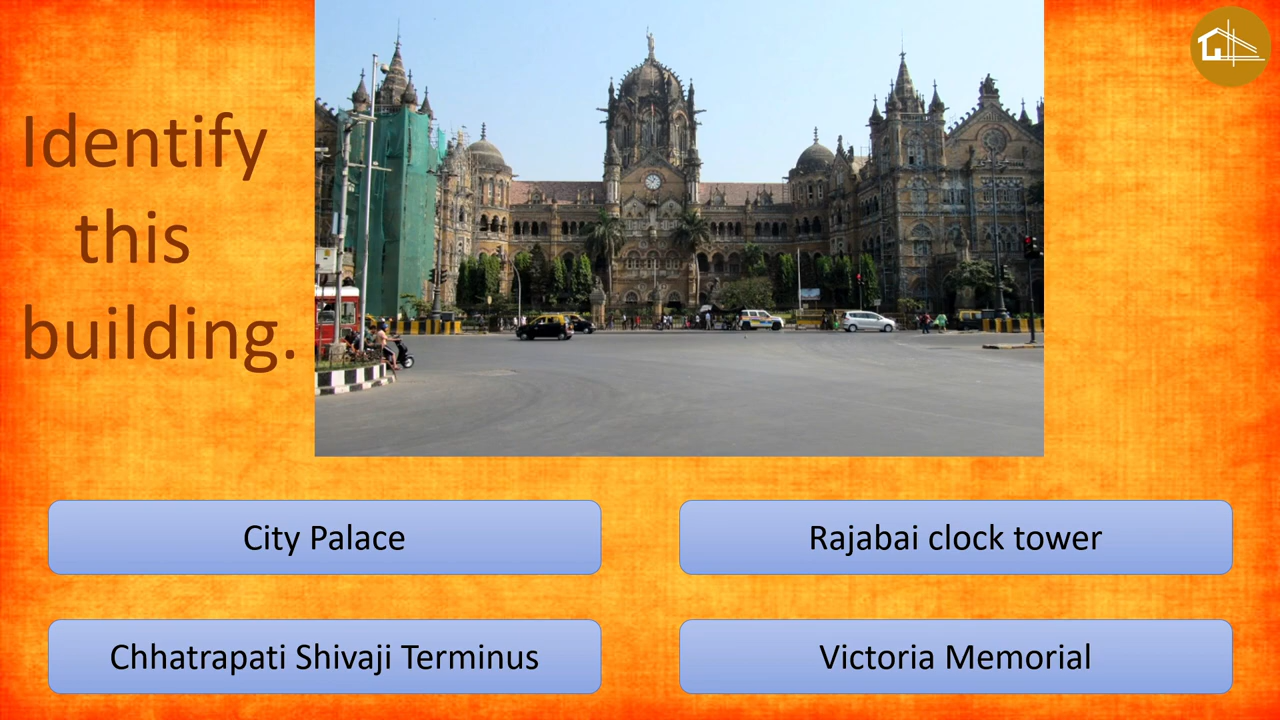 Identify
this
building.
City Palace
Rajabai clock tower
Chhatrapati Shivaji Terminus
Victoria Memorial